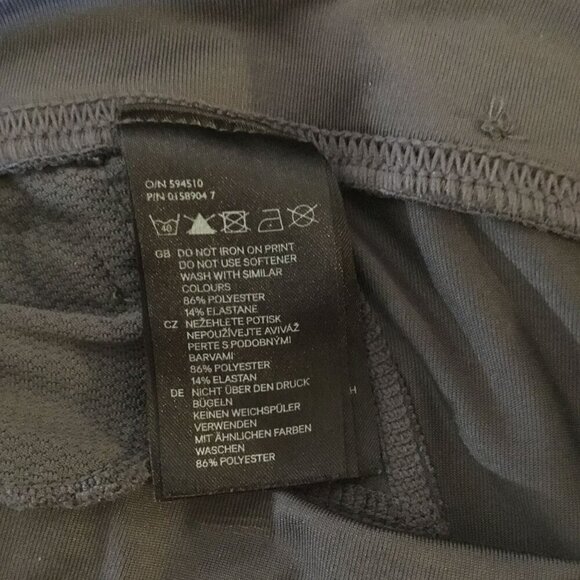 O/N 594510
P/N 0158904 7
40
GB DO NOT IRON ON PRINT
DO NOT USE SOFTENER
WASH WITH SIMILAR
COLOURS
86% POLYESTER
14% ELASTANE
CZ NEŽEHLETE POTISK
NEPOUŽÍVEJTE AVIVÁŽ
PERTE S PODOBNÝMI
BARVAMI
86% POLYESTER
14% ELASTAN
DE NICHT ÜBER DEN DRUCK
BÜGELN
KEINEN WEICHSPÜLER
VERWENDEN
MIT ÄHNLICHEN FARBEN
WASCHEN
86% POLYESTER
H